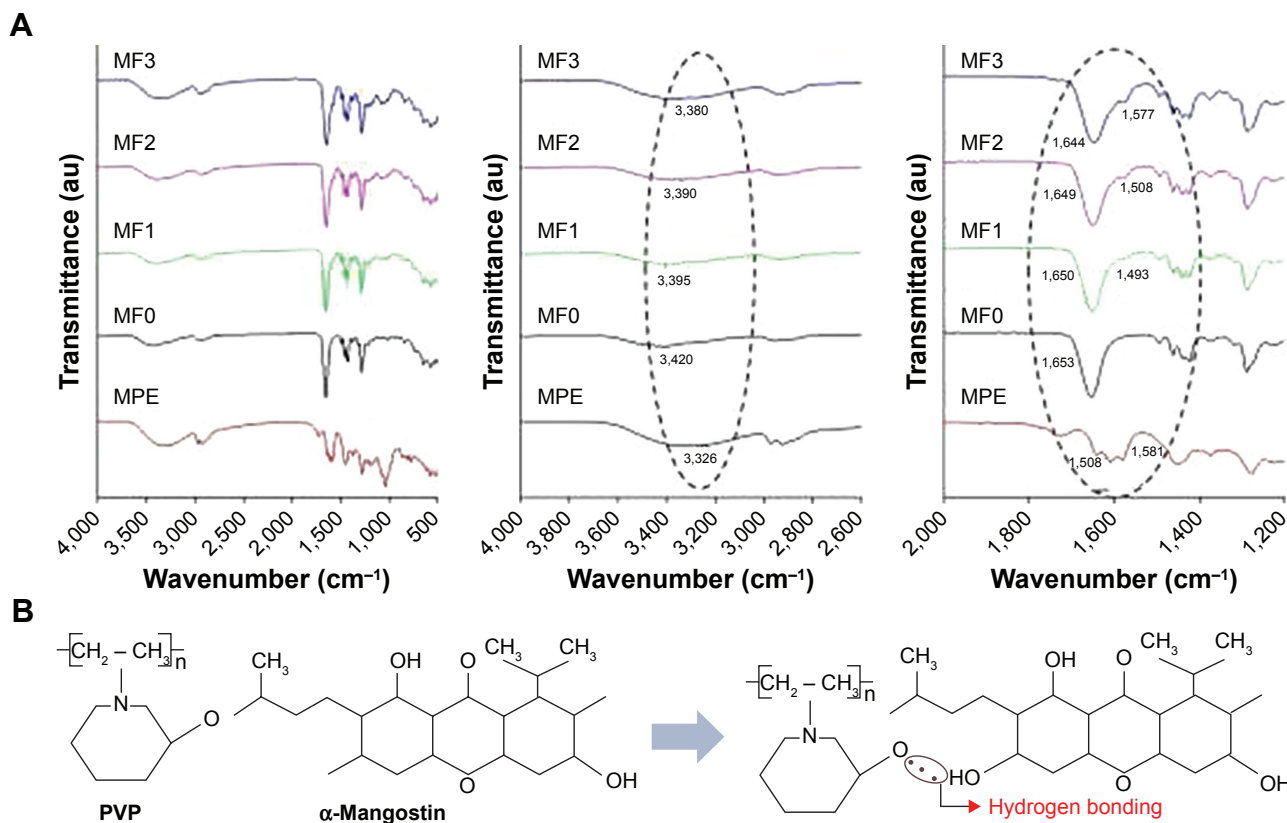 A
MF3
MF2
MF1
MF0
MPE
Transmittance (au)
4,000 3,500 3,000 2,500 2,000 1,500 1,000 500
Wavenumber (cm⁻¹)
MF3
3,380
MF2
3,390
MF1
3,395
MF0
3,420
MPE
3,326
Transmittance (au)
4,000 3,800 3,600 3,400 3,200 3,000 2,800 2,600
Wavenumber (cm⁻¹)
MF3
1,577
1,644
MF2
1,649 1,508
MF1
1,650 1,493
MF0
1,653
MPE
1,508 1,581
Transmittance (au)
2,000 1,800 1,600 1,400 1,200
Wavenumber (cm⁻¹)
B
[CH₂ – CH₃]n
N
O
PVP
CH₃
OH
O
CH₃
CH₃
O
OH
α-Mangostin
[CH₂ – CH₃]n
N
O
CH₃
OH
O
CH₃
CH₃
HO
O
OH
Hydrogen bonding